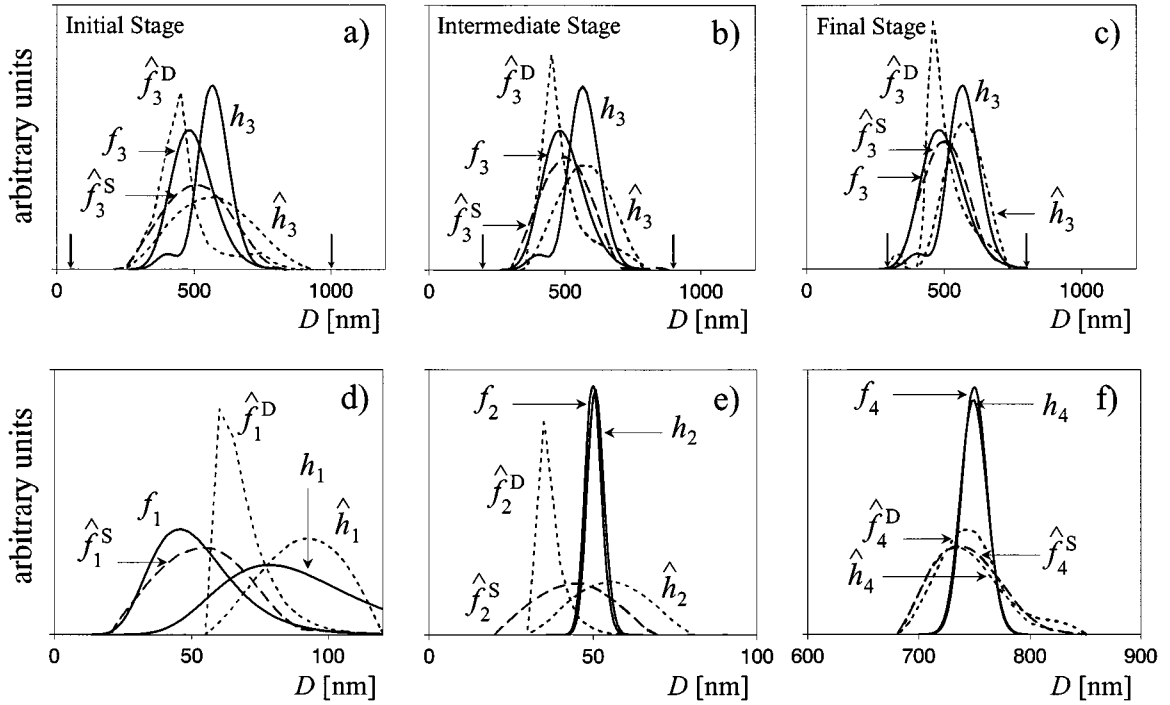 arbitrary units
Initial Stage
a)
f̂₃ᴰ
h₃
f₃
f̂₃ˢ
ĥ₃
0 500 1000
D [nm]
Intermediate Stage
b)
f̂₃ᴰ
h₃
f₃
f̂₃ˢ
ĥ₃
0 500 1000
D [nm]
Final Stage
c)
f̂₃ᴰ
h₃
f̂₃ˢ
f₃
ĥ₃
0 500 1000
D [nm]
arbitrary units
d)
f̂₁ᴰ
h₁
f₁
ĥ₁
f̂₁ˢ
0 50 100
D [nm]
e)
f₂
h₂
f̂₂ᴰ
f̂₂ˢ
ĥ₂
0 50 100
D [nm]
f)
f₄
h₄
f̂₄ᴰ
f̂₄ˢ
ĥ₄
600 700 800 900
D [nm]